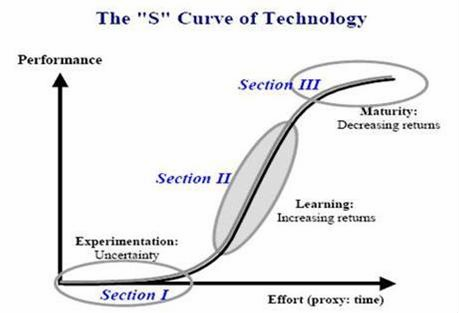 The "S" Curve of Technology
Performance
Section III
Maturity:
Decreasing returns
Section II
Learning:
Increasing returns
Experimentation:
Uncertainty
Section I
Effort (proxy: time)